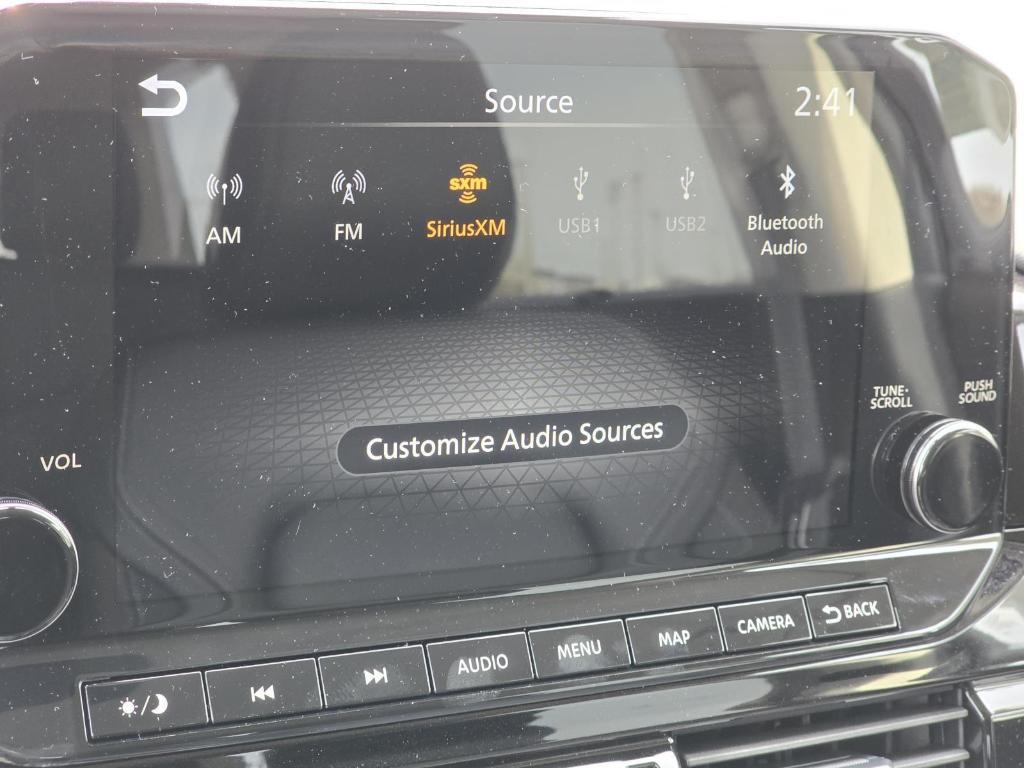 Source
2:41
AM
FM
sxm
SiriusXM
USB1
USB2
Bluetooth
Audio
Customize Audio Sources
VOL
TUNE·
SCROLL
PUSH
SOUND
AUDIO
MENU
MAP
CAMERA
BACK